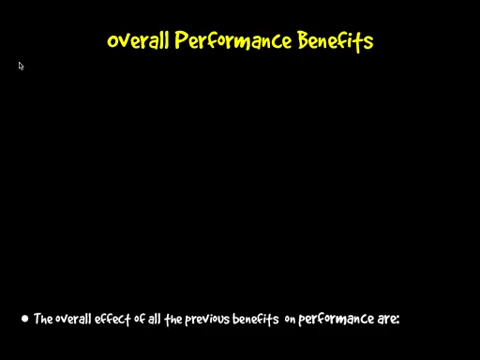 Overall Performance Benefits
• The overall effect of all the previous benefits on performance are: